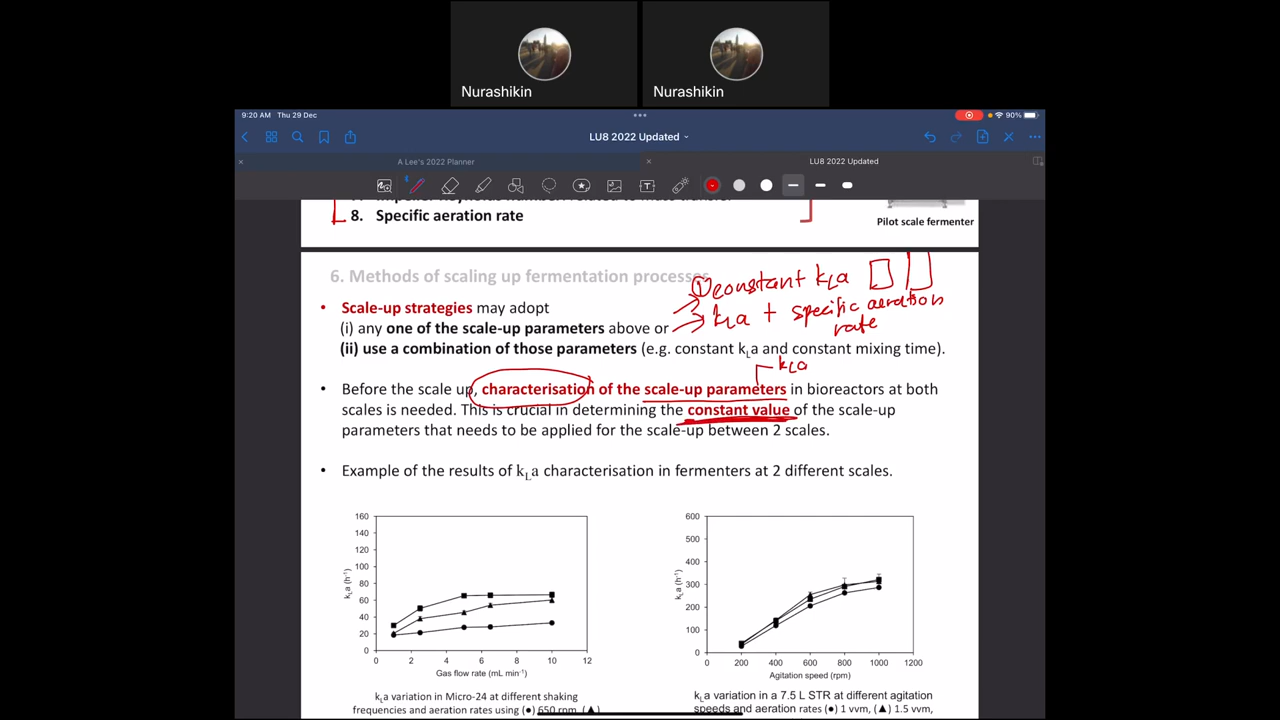 Nurashikin
Nurashikin
9:20 AM Thu 29 Dec
90%
LU8 2022 Updated
A Lee's 2022 Planner
LU8 2022 Updated
8. Specific aeration rate
Pilot scale fermenter
6. Methods of scaling up fermentation processes
① constant kLa
kLa + specific aeration
rate
• Scale-up strategies may adopt
(i) any one of the scale-up parameters above or
(ii) use a combination of those parameters (e.g. constant kLa and constant mixing time).
kLa
• Before the scale up, characterisation of the scale-up parameters in bioreactors at both
scales is needed. This is crucial in determining the constant value of the scale-up
parameters that needs to be applied for the scale-up between 2 scales.
• Example of the results of kLa characterisation in fermenters at 2 different scales.
160
140
120
100
80
60
40
20
0
kLa (h-1)
0 2 4 6 8 10 12
Gas flow rate (mL min-1)
kLa variation in Micro-24 at different shaking
frequencies and aeration rates using (●) 650 rpm, (▲)
600
500
400
300
200
100
0
kLa (h-1)
0 200 400 600 800 1000 1200
Agitation speed (rpm)
kLa variation in a 7.5 L STR at different agitation
speeds and aeration rates (●) 1 vvm, (▲) 1.5 vvm,